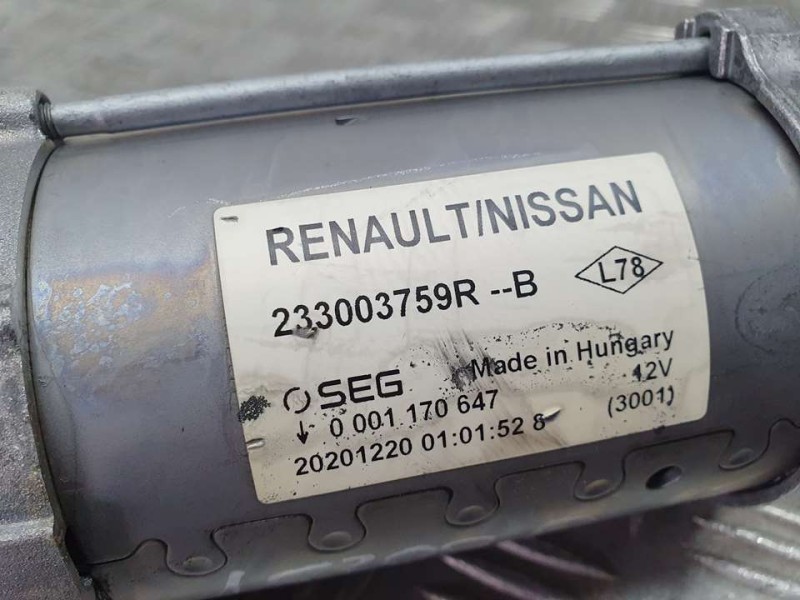 RENAULT/NISSAN
233003759R --B
L78
SEG
Made in Hungary
12V
0 001 170 647
(3001)
20201220 01:01:52 8